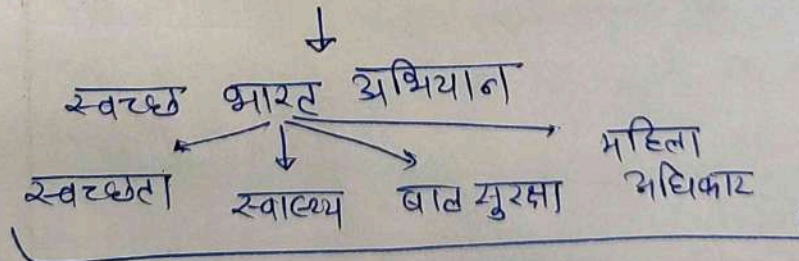 स्वच्छ भारत अभियान
स्वच्छता स्वास्थ्य बाल सुरक्षा महिला अधिकार